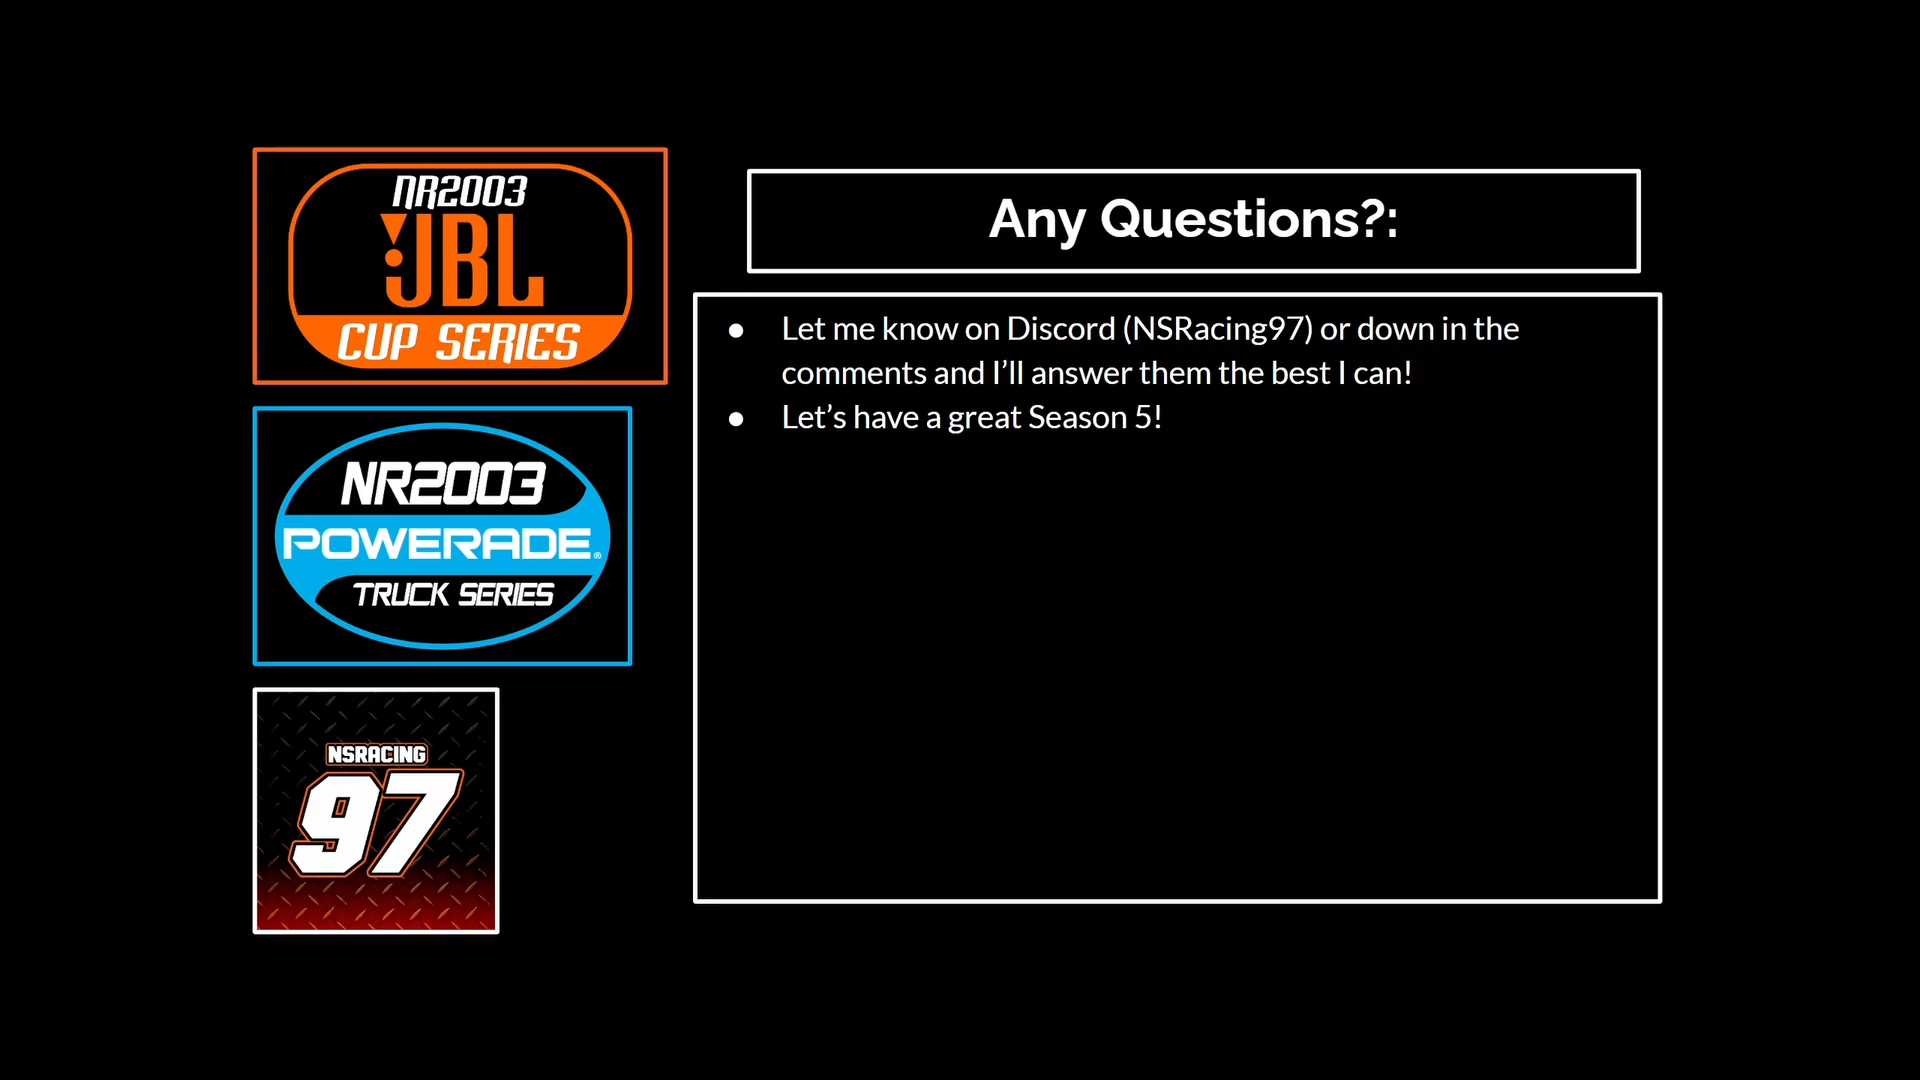 NR2003
JBL
CUP SERIES
NR2003
POWERADE®
TRUCK SERIES
NSRACING
97
Any Questions?:
● Let me know on Discord (NSRacing97) or down in the
comments and I’ll answer them the best I can!
● Let’s have a great Season 5!